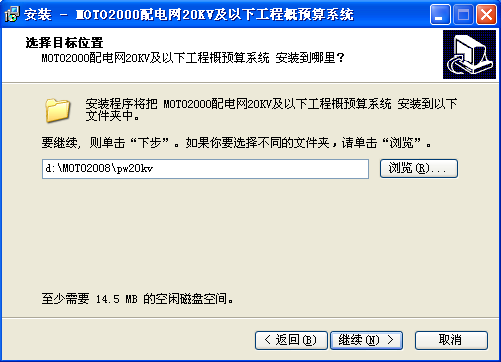 安装 - MOTO2000配电网20KV及以下工程概预算系统
选择目标位置
MOTO2000配电网20KV及以下工程概预算系统 安装到哪里?
安装程序将把 MOTO2000配电网20KV及以下工程概预算系统 安装到以下
文件夹中。
要继续, 则单击“下步”。如果你要选择不同的文件夹,请单击“浏览”。
d:\MOTO2008\pw20kv
浏览(R)...
至少需要 14.5 MB 的空闲磁盘空间。
< 返回(B)
继续(N) >
取消